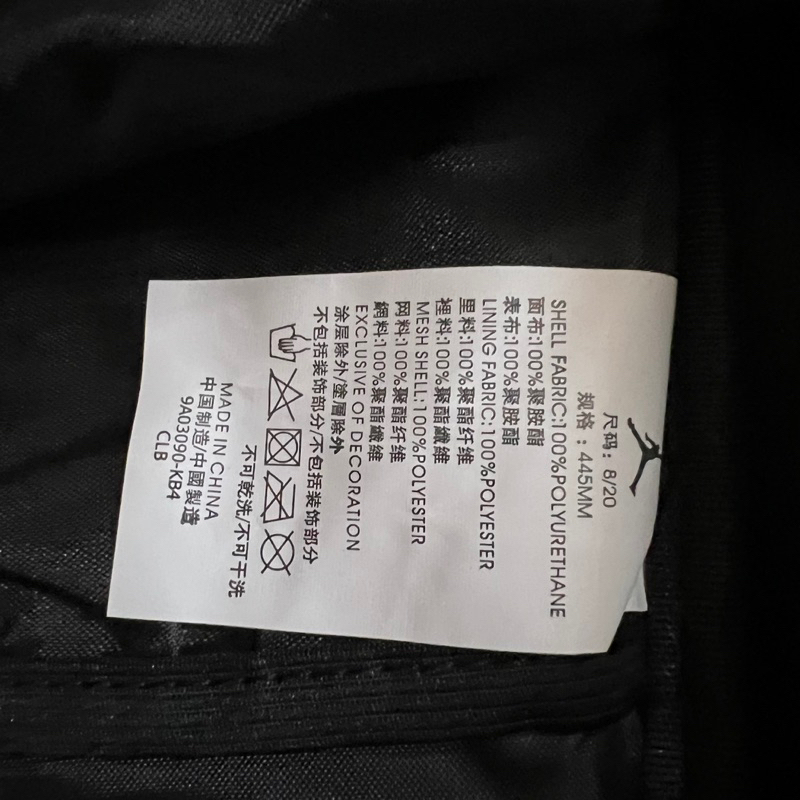 尺码：8/20
规格：445MM
SHELL FABRIC:100%POLYURETHANE
面布:100%聚胺酯
表布:100%聚胺酯
LINING FABRIC:100%POLYESTER
里料:100%聚酯纤维
裡料:100%聚酯纖維
MESH SHELL:100%POLYESTER
网料:100%聚酯纤维
網料:100%聚酯纖維
EXCLUSIVE OF DECORATION
涂层除外/塗層除外
不包括装饰部分/不包括装饰部分
不可乾洗/不可干洗
MADE IN CHINA
中国制造/中國製造
9A03090-KB4
CLB